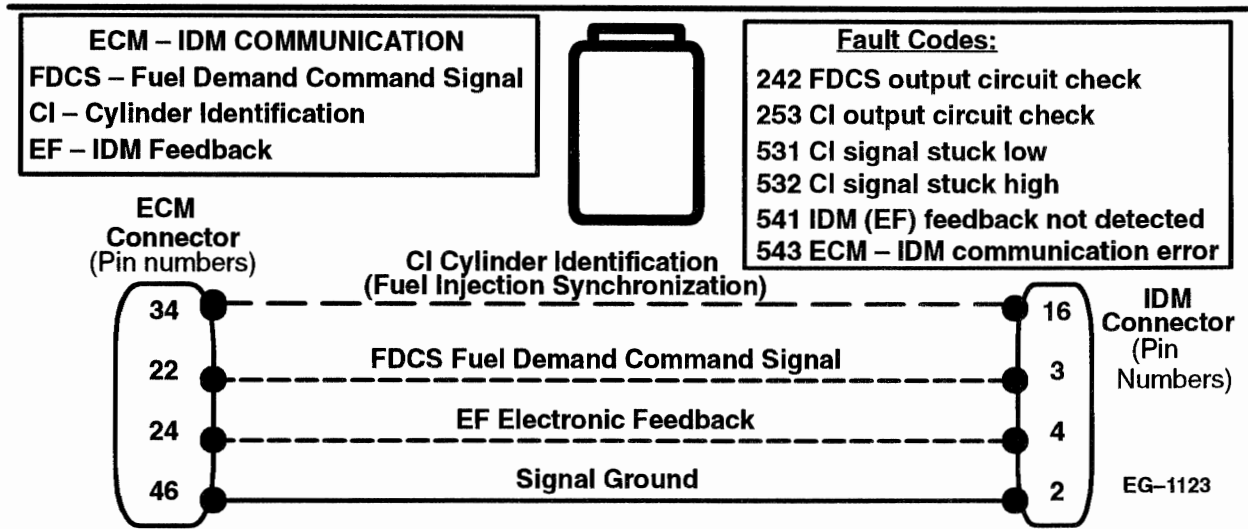 ECM – IDM COMMUNICATION
FDCS – Fuel Demand Command Signal
CI – Cylinder Identification
EF – IDM Feedback
Fault Codes:
242 FDCS output circuit check
253 CI output circuit check
531 CI signal stuck low
532 CI signal stuck high
541 IDM (EF) feedback not detected
543 ECM – IDM communication error
ECM
Connector
(Pin numbers)
CI Cylinder Identification
(Fuel Injection Synchronization)
IDM
Connector
(Pin
Numbers)
34
16
FDCS Fuel Demand Command Signal
22
3
EF Electronic Feedback
24
4
Signal Ground
46
2
EG–1123